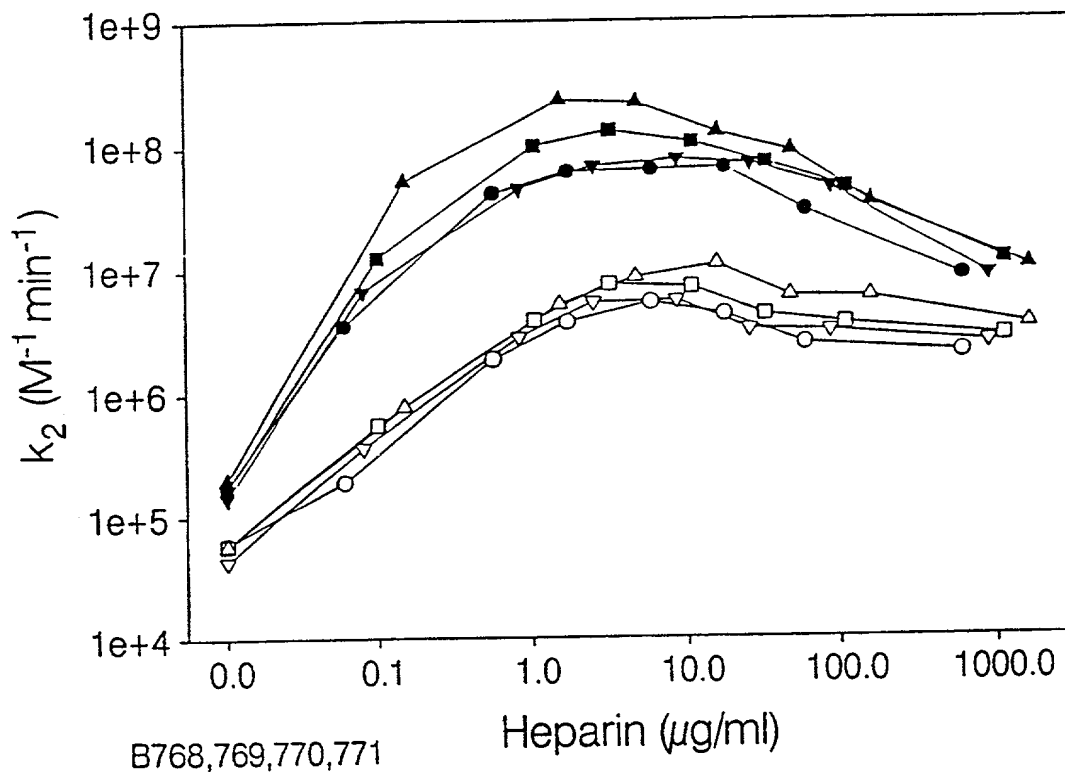 1e+9
1e+8
1e+7
1e+6
1e+5
1e+4
k₂ (M⁻¹ min⁻¹)
0.0 0.1 1.0 10.0 100.0 1000.0
Heparin (μg/ml)
B768,769,770,771